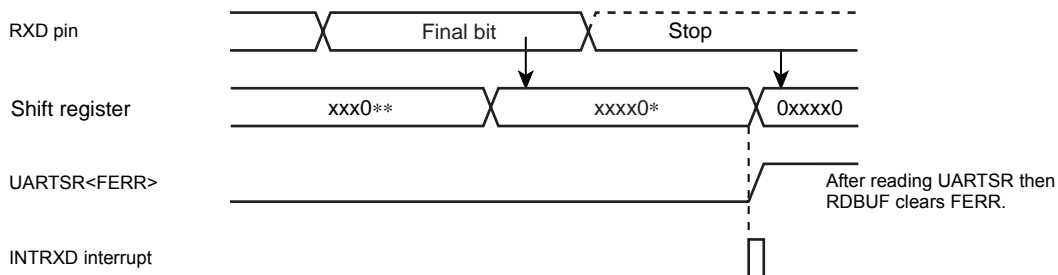 RXD pin
Final bit
Stop
Shift register
xxx0**
xxxx0*
0xxxx0
UARTSR<FERR>
After reading UARTSR then
RDBUF clears FERR.
INTRXD interrupt